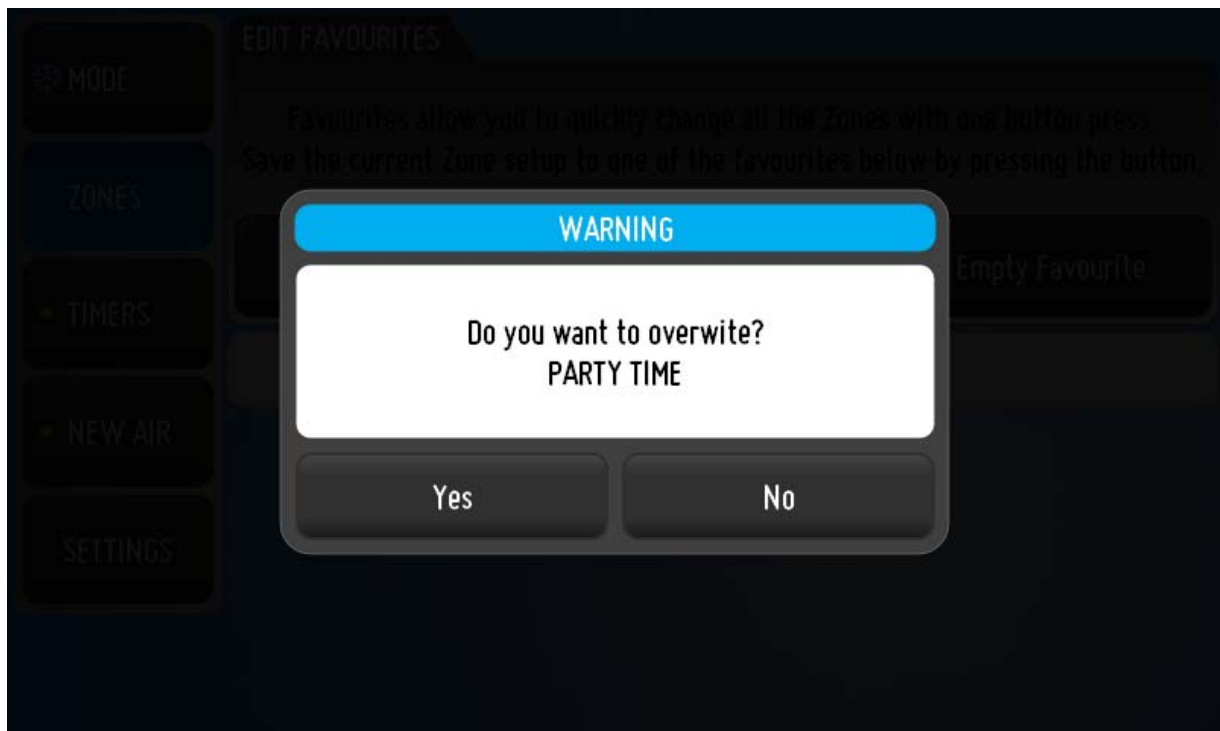 EDIT FAVOURITES
MODE
Favourites allow you to quickly change all the Zones with one button press
Save the current Zone setup to one of the favourites below by pressing the button
ZONES
WARNING
Empty Favourite
Do you want to overwite?
PARTY TIME
TIMERS
NEW AIR
Yes
No
SETTINGS